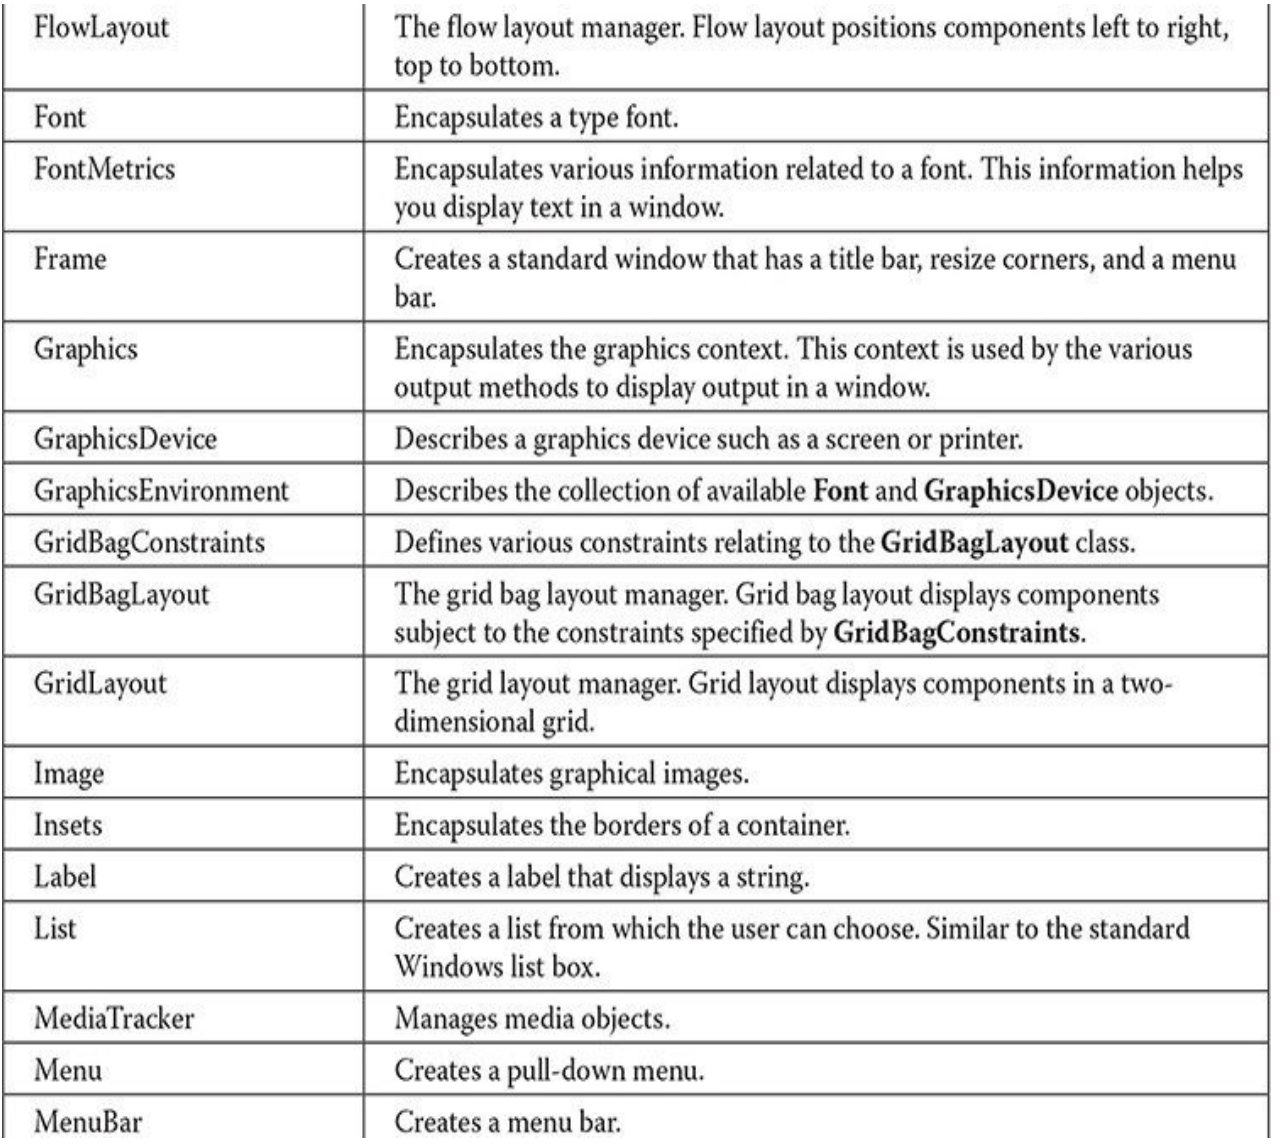 FlowLayout
The flow layout manager. Flow layout positions components left to right,
top to bottom.
Font
Encapsulates a type font.
FontMetrics
Encapsulates various information related to a font. This information helps
you display text in a window.
Frame
Creates a standard window that has a title bar, resize corners, and a menu
bar.
Graphics
Encapsulates the graphics context. This context is used by the various
output methods to display output in a window.
GraphicsDevice
Describes a graphics device such as a screen or printer.
GraphicsEnvironment
Describes the collection of available Font and GraphicsDevice objects.
GridBagConstraints
Defines various constraints relating to the GridBagLayout class.
GridBagLayout
The grid bag layout manager. Grid bag layout displays components
subject to the constraints specified by GridBagConstraints.
GridLayout
The grid layout manager. Grid layout displays components in a two-
dimensional grid.
Image
Encapsulates graphical images.
Insets
Encapsulates the borders of a container.
Label
Creates a label that displays a string.
List
Creates a list from which the user can choose. Similar to the standard
Windows list box.
MediaTracker
Manages media objects.
Menu
Creates a pull-down menu.
MenuBar
Creates a menu bar.